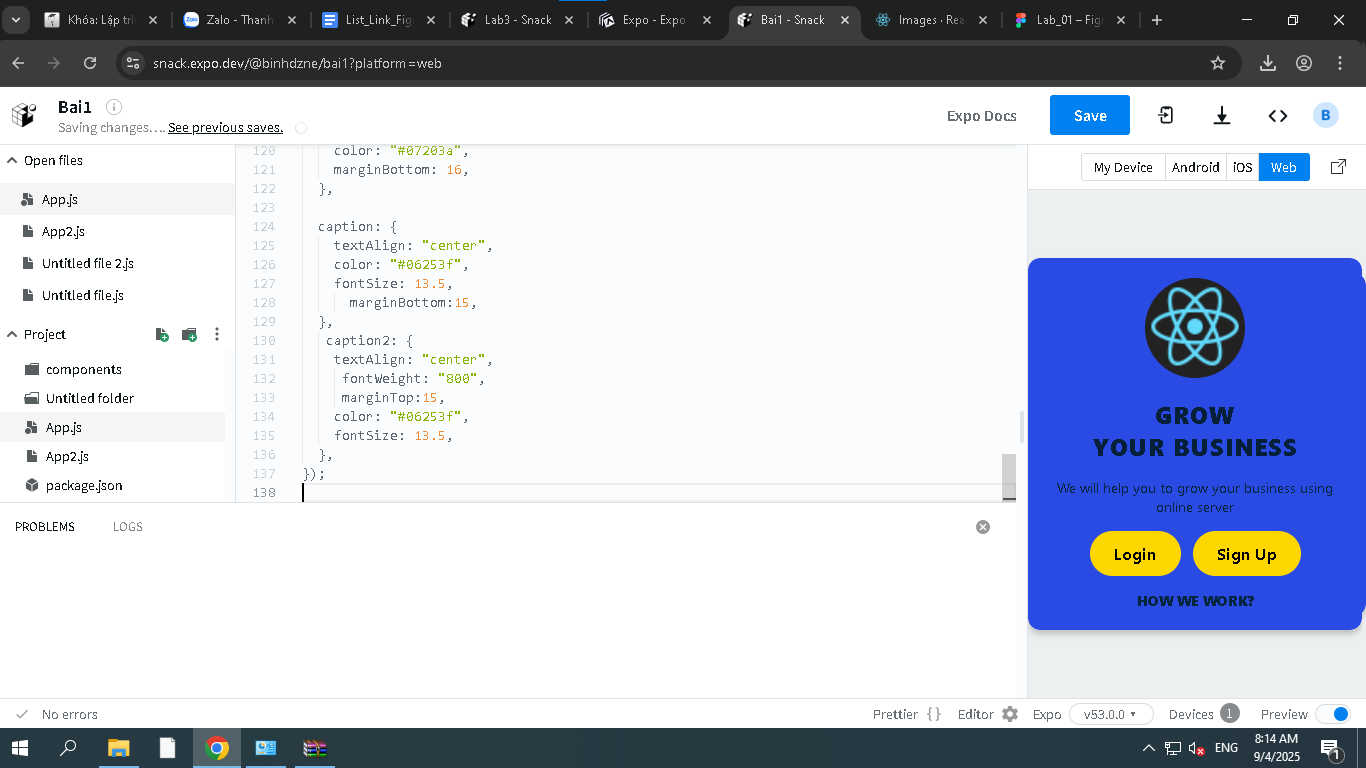 Khóa: Lập trìn
Zalo - Thanh
List_Link_Fig
Lab3 - Snack
Expo - Expo
Bai1 - Snack
Images · Rea
Lab_01 – Fig
snack.expo.dev/@binhdzne/bai1?platform=web
Bai1
Saving changes.... See previous saves.
Expo Docs
Save
B
Open files
App.js
App2.js
Untitled file 2.js
Untitled file.js
Project
components
Untitled folder
App.js
App2.js
package.json
120 color: "#07203a",
121 marginBottom: 16,
122 },
123
124 caption: {
125 textAlign: "center",
126 color: "#06253f",
127 fontSize: 13.5,
128 marginBottom:15,
129 },
130 caption2: {
131 textAlign: "center",
132 fontWeight: "800",
133 marginTop:15,
134 color: "#06253f",
135 fontSize: 13.5,
136 },
137 });
138
My Device Android iOS Web
GROW
YOUR BUSINESS
We will help you to grow your business using
online server
Login Sign Up
HOW WE WORK?
PROBLEMS LOGS
No errors
Prettier {} Editor Expo v53.0.0 Devices 1 Preview
ENG
8:14 AM
9/4/2025
1